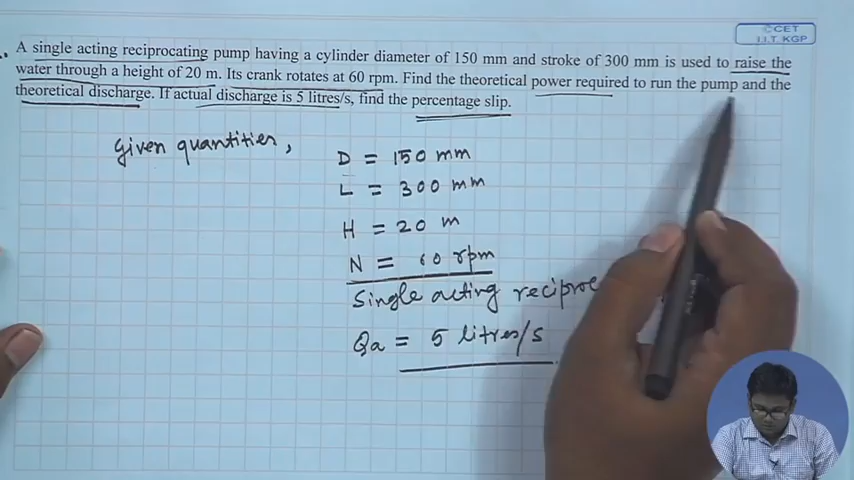 ©CET
I.I.T. KGP
A single acting reciprocating pump having a cylinder diameter of 150 mm and stroke of 300 mm is used to raise the
water through a height of 20 m. Its crank rotates at 60 rpm. Find the theoretical power required to run the pump and the
theoretical discharge. If actual discharge is 5 litres/s, find the percentage slip.
Given quantities,
D = 150 mm
L = 300 mm
H = 20 m
N = 60 rpm
Single acting reciproc
Qa = 5 litres/s